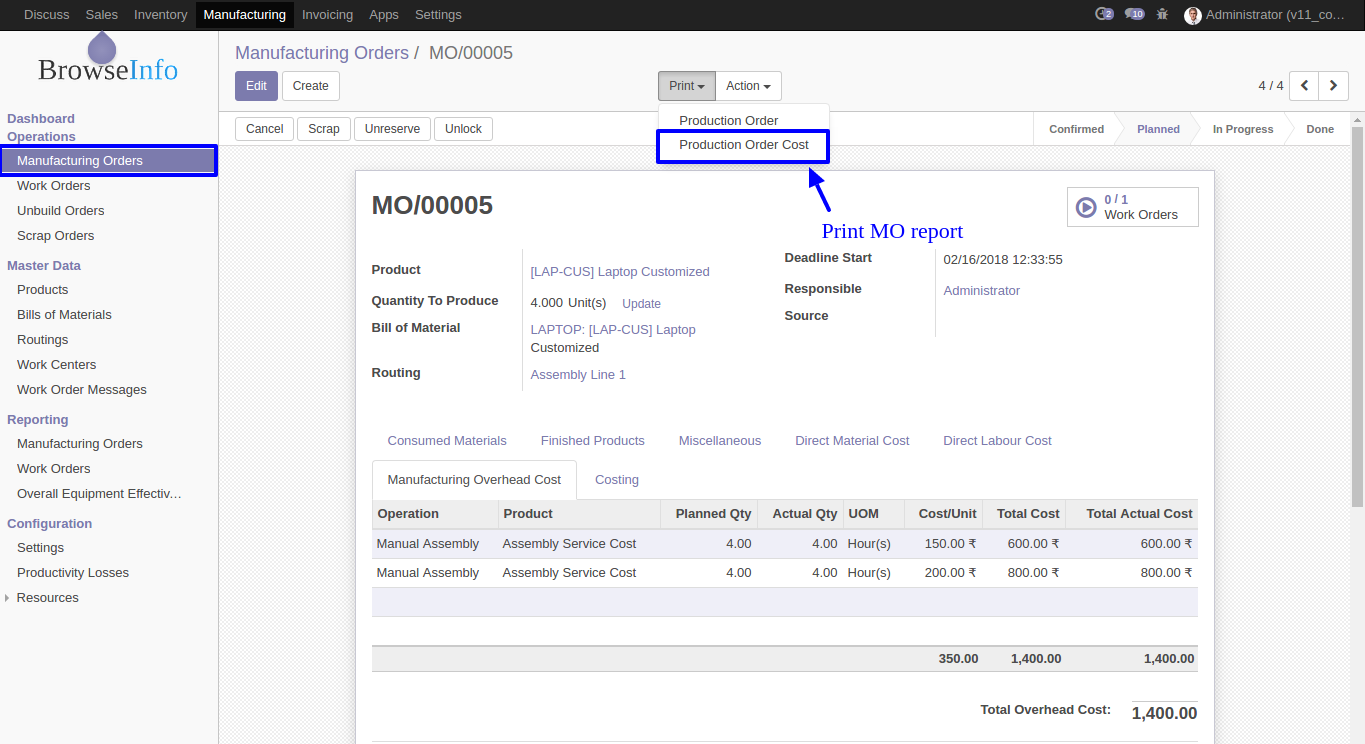 Discuss Sales Inventory Manufacturing Invoicing Apps Settings 2 10 Administrator (v11_co...
BrowseInfo
Manufacturing Orders / MO/00005
Edit Create Print Action 4 / 4
Production Order
Production Order Cost
Cancel Scrap Unreserve Unlock Confirmed Planned In Progress Done
Dashboard
Operations
Manufacturing Orders
Work Orders
Unbuild Orders
Scrap Orders
Master Data
Products
Bills of Materials
Routings
Work Centers
Work Order Messages
Reporting
Manufacturing Orders
Work Orders
Overall Equipment Effectiv...
Configuration
Settings
Productivity Losses
Resources
MO/00005
0 / 1
Work Orders
Print MO report
Product [LAP-CUS] Laptop Customized
Quantity To Produce 4.000 Unit(s) Update
Bill of Material LAPTOP: [LAP-CUS] Laptop
Customized
Routing Assembly Line 1
Deadline Start 02/16/2018 12:33:55
Responsible Administrator
Source
Consumed Materials Finished Products Miscellaneous Direct Material Cost Direct Labour Cost
Manufacturing Overhead Cost Costing
Operation Product Planned Qty Actual Qty UOM Cost/Unit Total Cost Total Actual Cost
Manual Assembly Assembly Service Cost 4.00 4.00 Hour(s) 150.00 ₹ 600.00 ₹ 600.00 ₹
Manual Assembly Assembly Service Cost 4.00 4.00 Hour(s) 200.00 ₹ 800.00 ₹ 800.00 ₹
350.00 1,400.00 1,400.00
Total Overhead Cost: 1,400.00